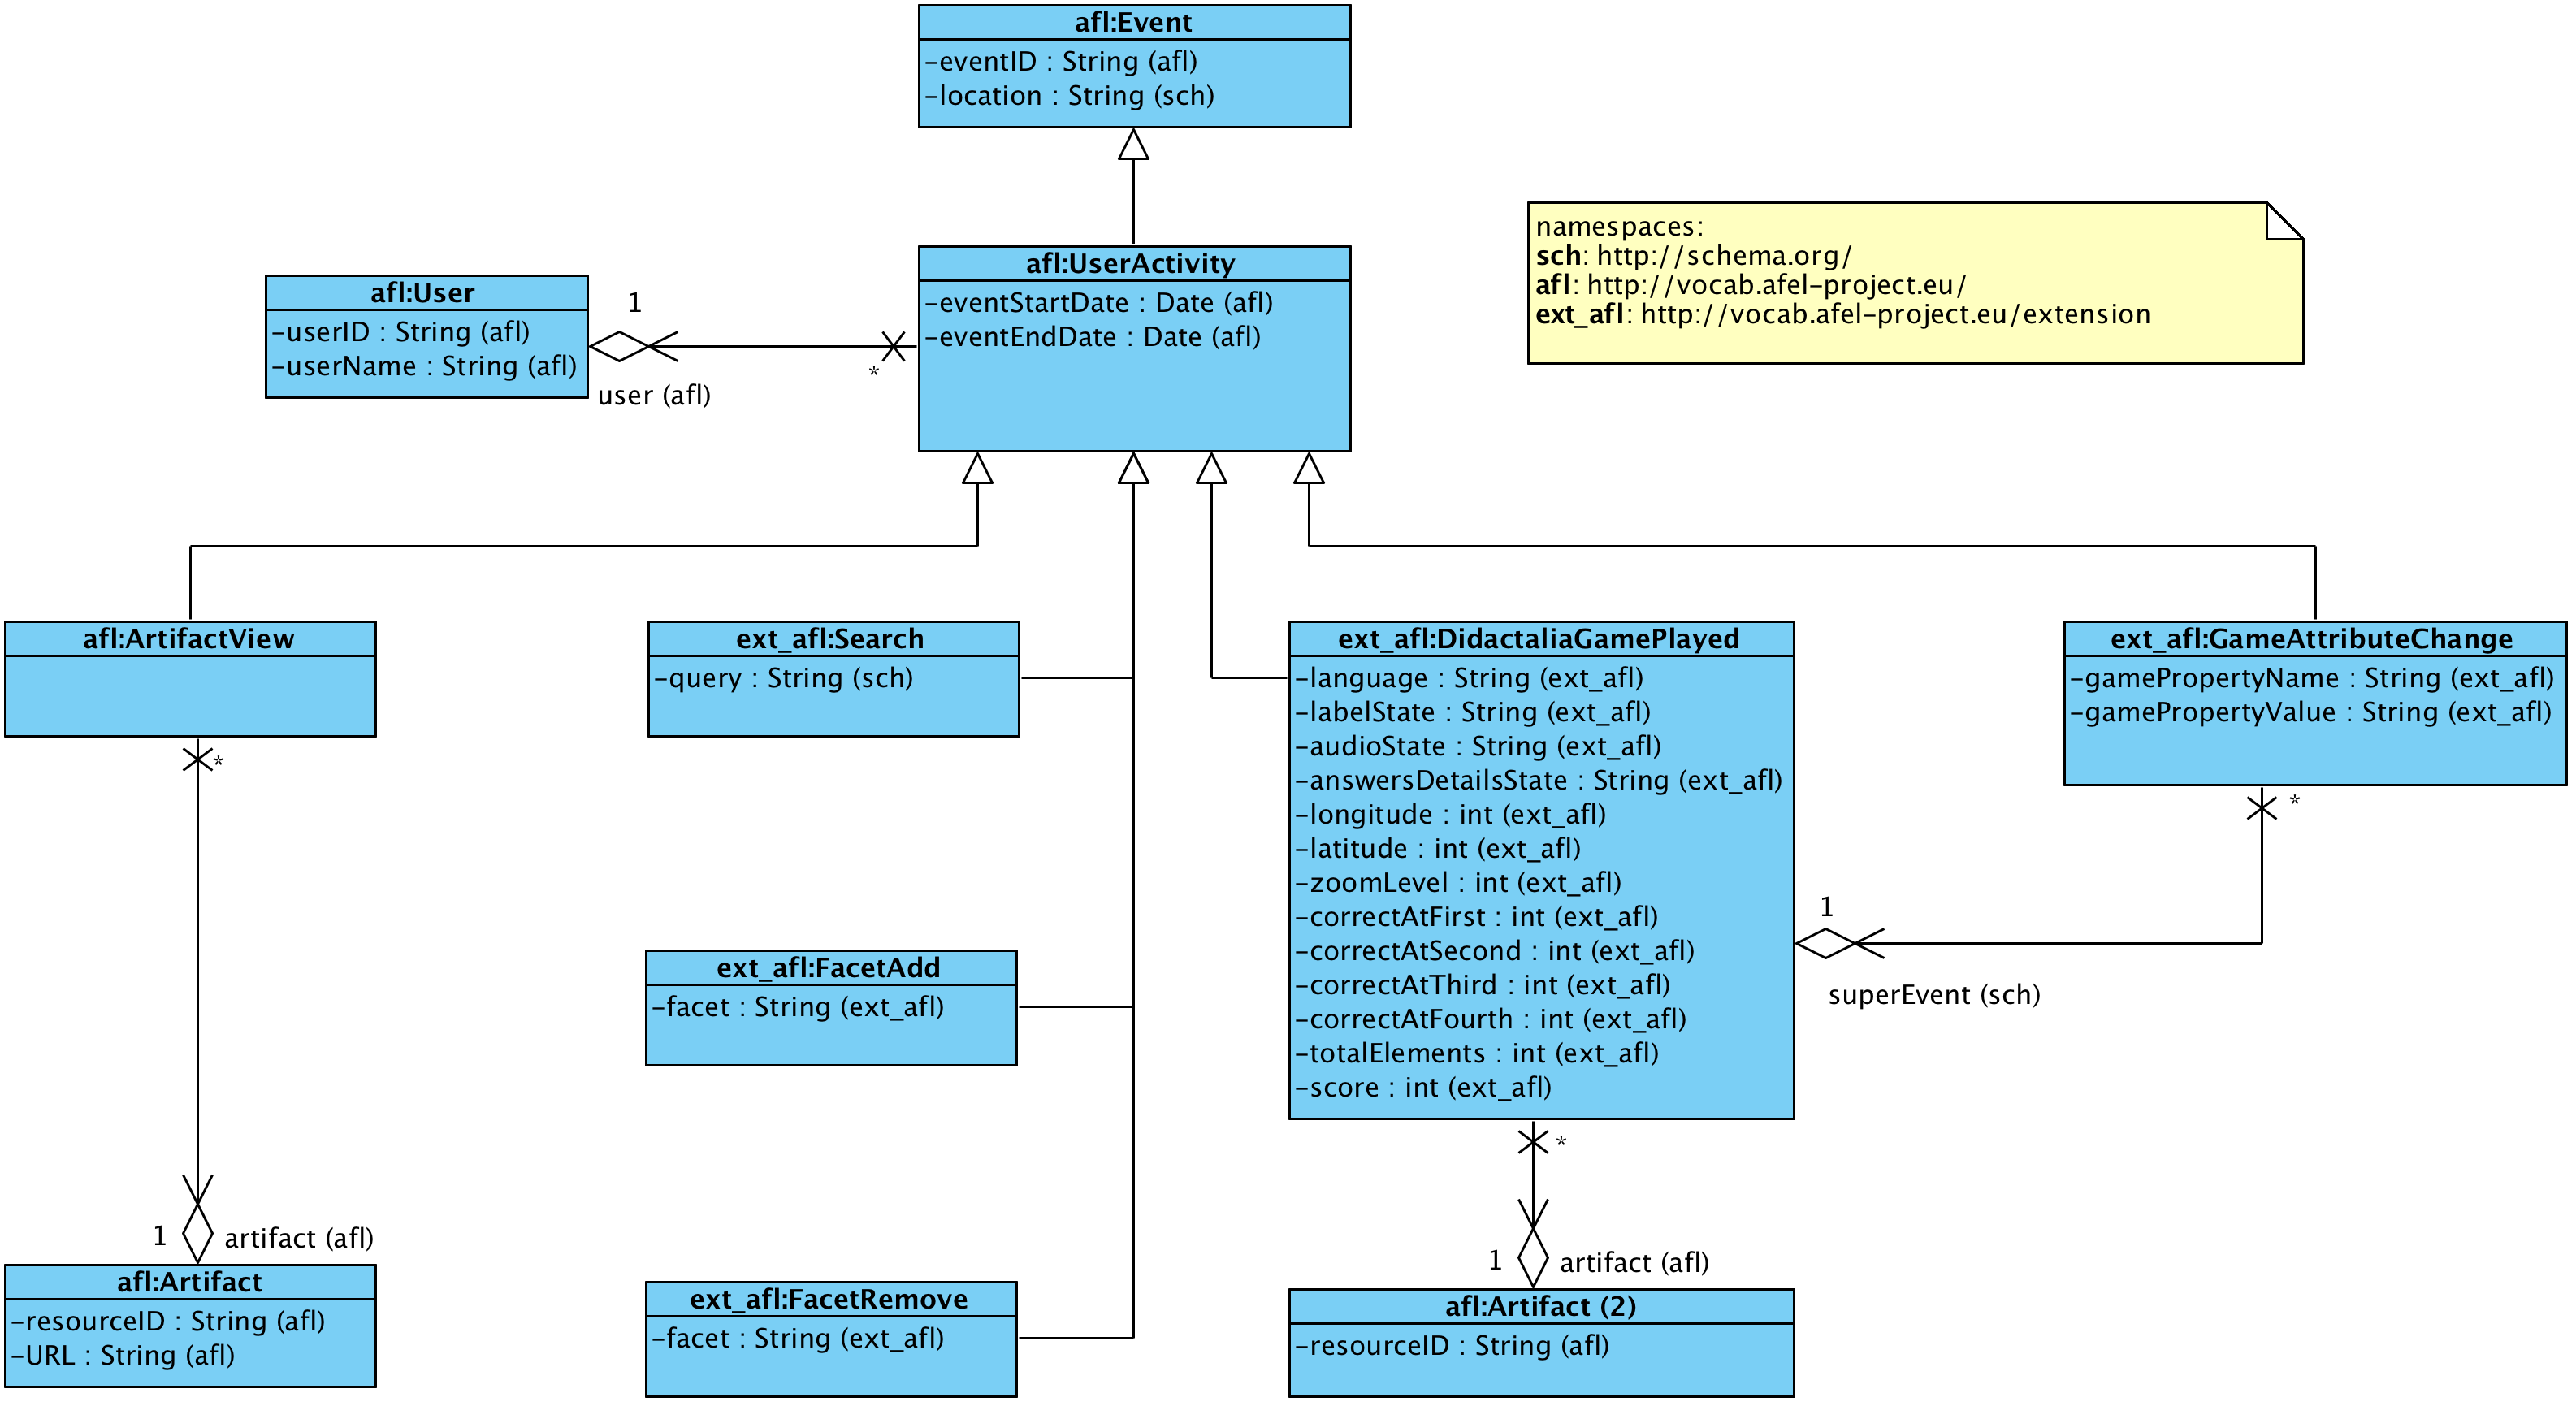 afl:Event
-eventID : String (afl)
-location : String (sch)
namespaces:
sch: http://schema.org/
afl: http://vocab.afel-project.eu/
ext_afl: http://vocab.afel-project.eu/extension
afl:User
-userID : String (afl)
-userName : String (afl)
1
user (afl)
*
afl:UserActivity
-eventStartDate : Date (afl)
-eventEndDate : Date (afl)
afl:ArtifactView
*
1
artifact (afl)
afl:Artifact
-resourceID : String (afl)
-URL : String (afl)
ext_afl:Search
-query : String (sch)
ext_afl:FacetAdd
-facet : String (ext_afl)
ext_afl:FacetRemove
-facet : String (ext_afl)
ext_afl:DidactaliaGamePlayed
-language : String (ext_afl)
-labelState : String (ext_afl)
-audioState : String (ext_afl)
-answersDetailsState : String (ext_afl)
-longitude : int (ext_afl)
-latitude : int (ext_afl)
-zoomLevel : int (ext_afl)
-correctAtFirst : int (ext_afl)
-correctAtSecond : int (ext_afl)
-correctAtThird : int (ext_afl)
-correctAtFourth : int (ext_afl)
-totalElements : int (ext_afl)
-score : int (ext_afl)
*
1
artifact (afl)
afl:Artifact (2)
-resourceID : String (afl)
ext_afl:GameAttributeChange
-gamePropertyName : String (ext_afl)
-gamePropertyValue : String (ext_afl)
*
1
superEvent (sch)